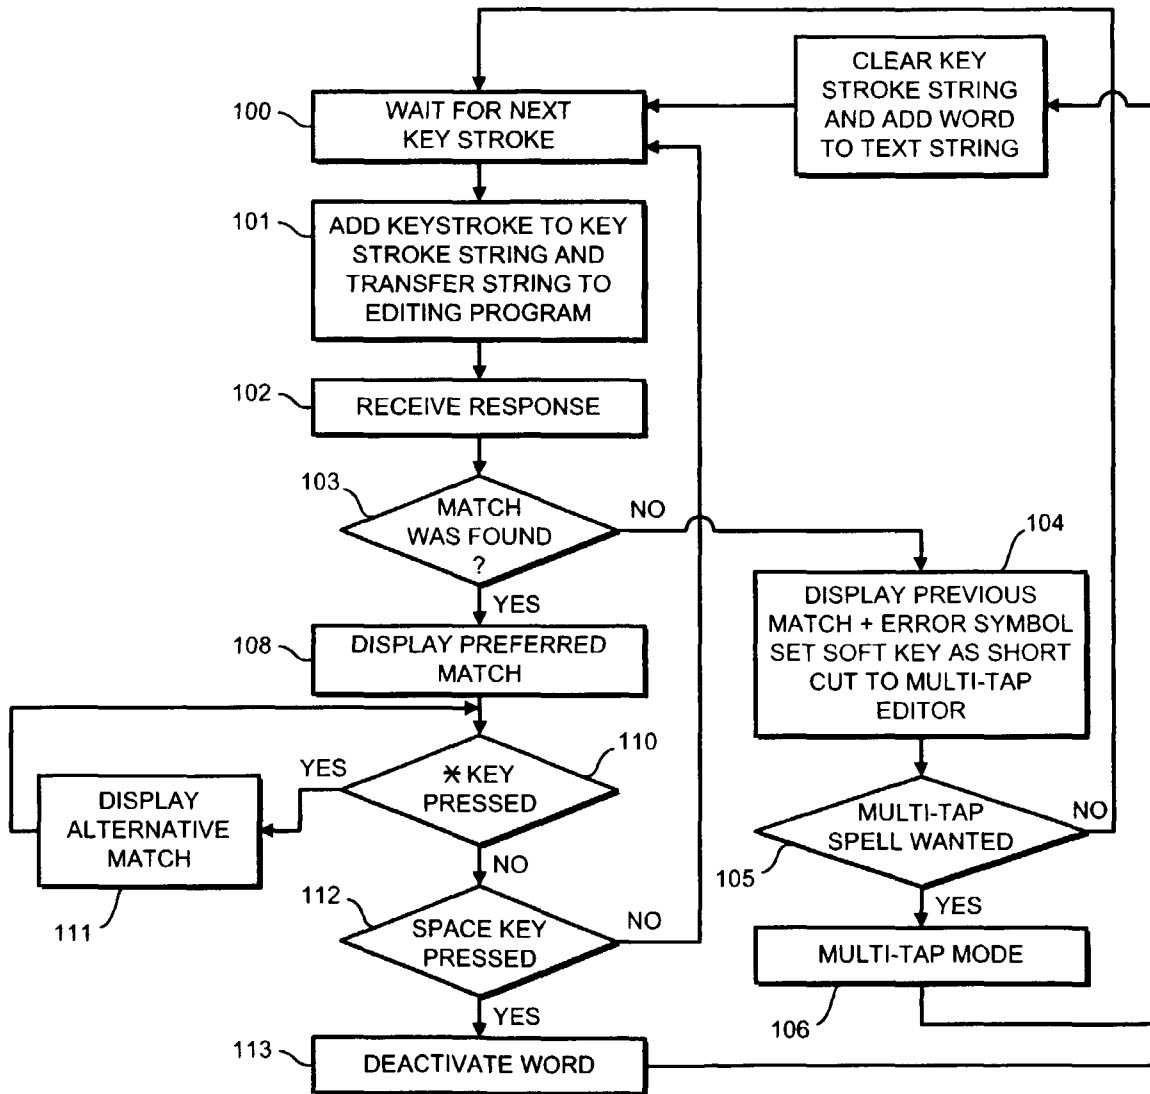 CLEAR KEY
STROKE STRING
AND ADD WORD
TO TEXT STRING
100
WAIT FOR NEXT
KEY STROKE
101
ADD KEYSTROKE TO KEY
STROKE STRING AND
TRANSFER STRING TO
EDITING PROGRAM
102
RECEIVE RESPONSE
103
MATCH
WAS FOUND
?
NO
YES
104
DISPLAY PREVIOUS
MATCH + ERROR SYMBOL
SET SOFT KEY AS SHORT
CUT TO MULTI-TAP
EDITOR
108
DISPLAY PREFERRED
MATCH
110
* KEY
PRESSED
YES
NO
DISPLAY
ALTERNATIVE
MATCH
111
MULTI-TAP
SPELL WANTED
NO
105
YES
112
SPACE KEY
PRESSED
NO
YES
MULTI-TAP MODE
106
113
DEACTIVATE WORD